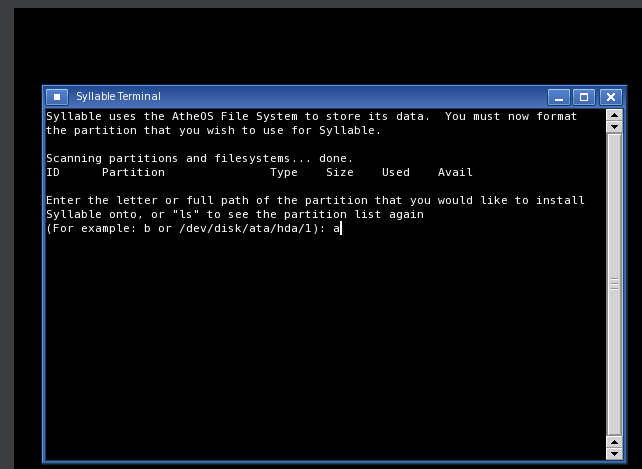 Syllable Terminal
Syllable uses the AtheOS File System to store its data.  You must now format
the partition that you wish to use for Syllable.
Scanning partitions and filesystems... done.
ID      Partition               Type    Size    Used    Avail
Enter the letter or full path of the partition that you would like to install
Syllable onto, or "ls" to see the partition list again
(For example: b or /dev/disk/ata/hda/1): a